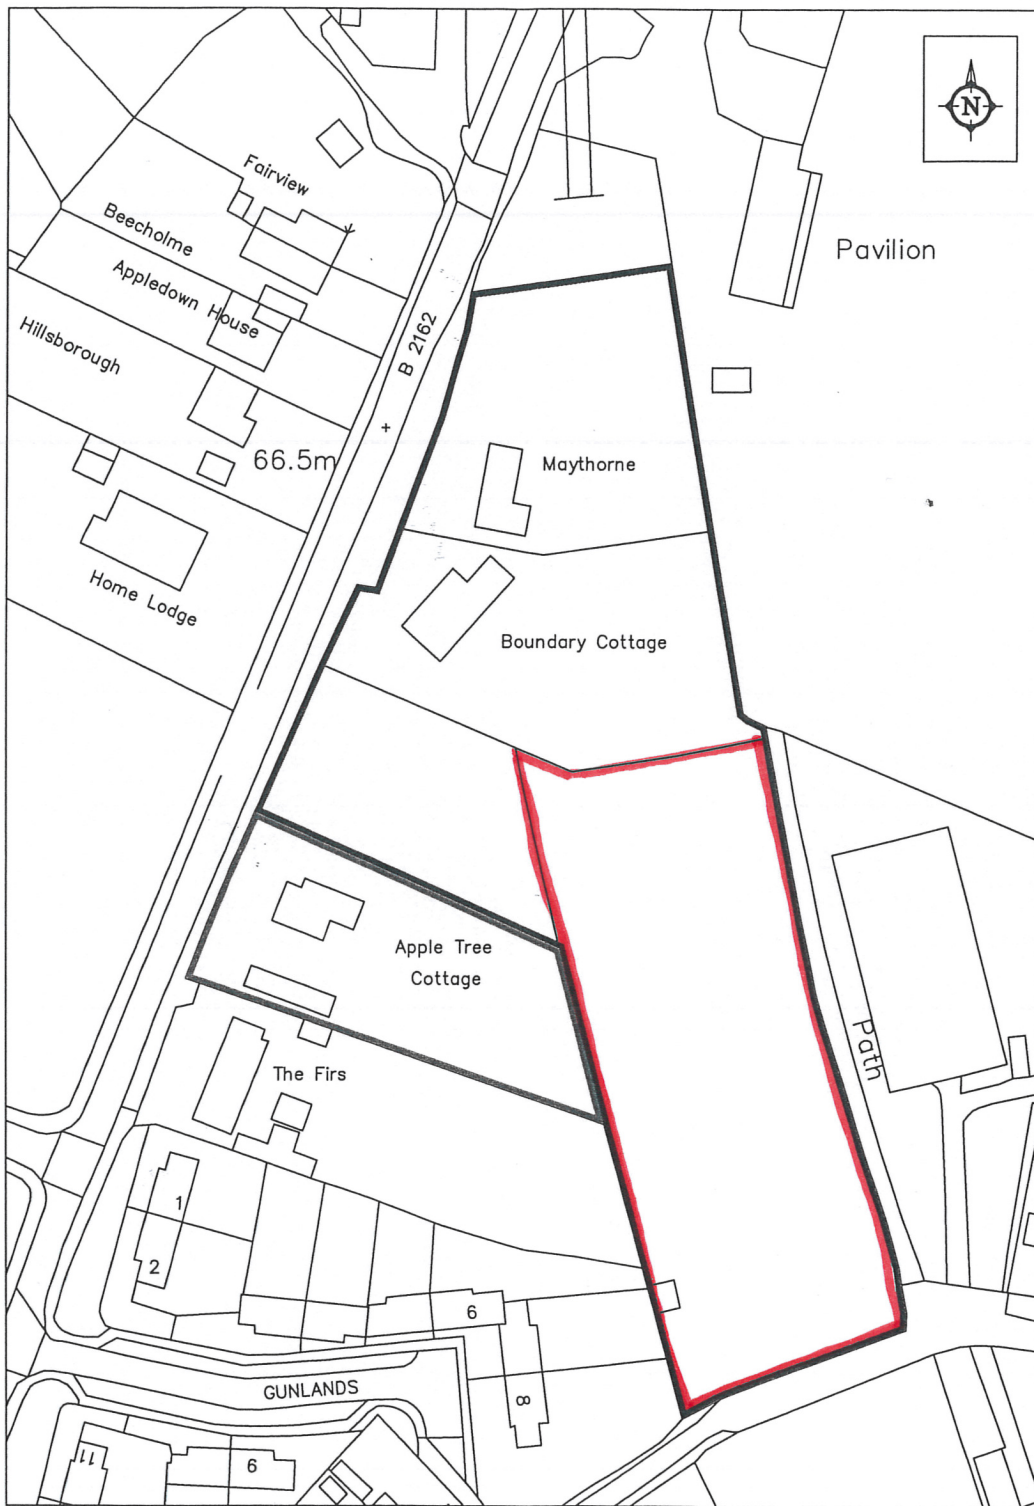 N
Fairview
Beecholme
Pavilion
Appledown House
Hillsborough
B 2162
66.5m
Maythorne
Home Lodge
Boundary Cottage
Apple Tree
Cottage
Path
The Firs
1
2
6
GUNLANDS
8
11
6